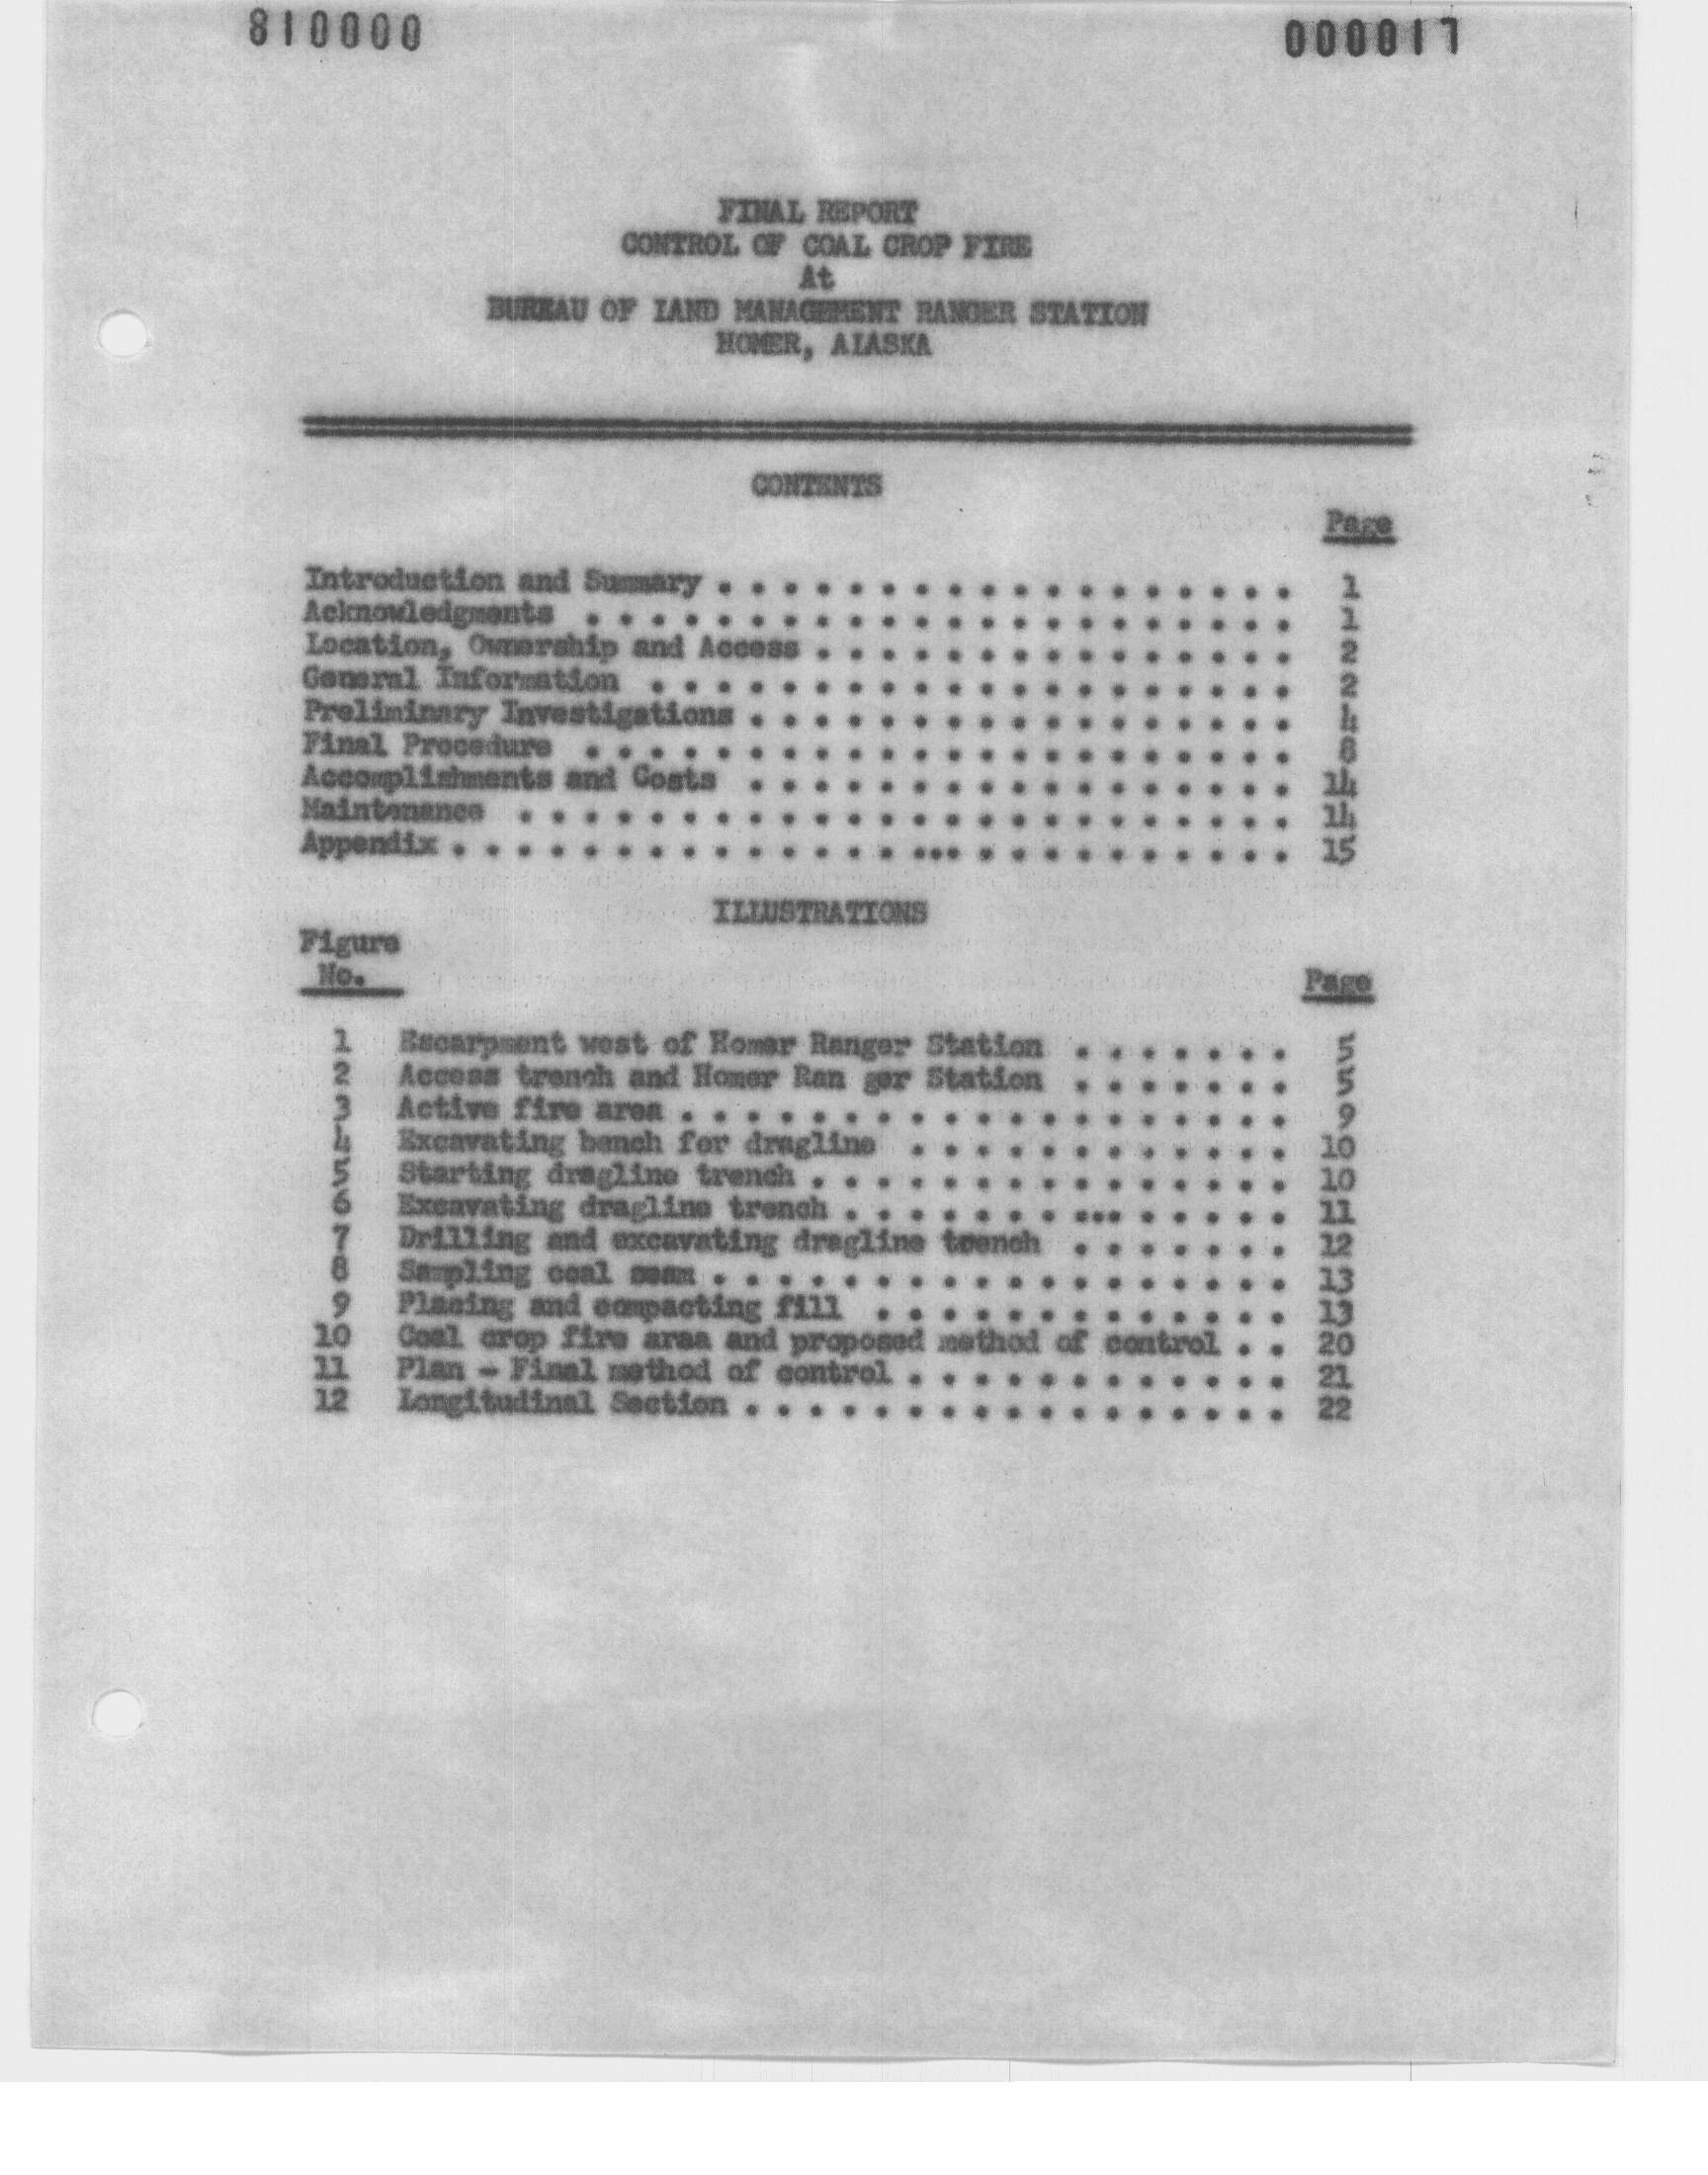 810000 000017
FINAL REPORT
CONTROL OF COAL CROP FIRE
At
BUREAU OF LAND MANAGEMENT RANGER STATION
HOMER, ALASKA
CONTENTS
Page
Introduction and Summary . . . . . . . . . . . . . . . . . . 1
Acknowledgments . . . . . . . . . . . . . . . . . . . . . . 1
Location, Ownership and Access . . . . . . . . . . . . . . . 2
General Information . . . . . . . . . . . . . . . . . . . . 2
Preliminary Investigations . . . . . . . . . . . . . . . . . 4
Final Procedure . . . . . . . . . . . . . . . . . . . . . . 8
Accomplishments and Costs . . . . . . . . . . . . . . . . . 14
Maintenance . . . . . . . . . . . . . . . . . . . . . . . . 14
Appendix . . . . . . . . . . . . . . ... . . . . . . . . . . 15
ILLUSTRATIONS
Figure
No. Page
1 Escarpment west of Homer Ranger Station . . . . . . . 5
2 Access trench and Homer Ran ger Station . . . . . . . 5
3 Active fire area . . . . . . . . . . . . . . . . . . . 9
4 Excavating bench for dragline . . . . . . . . . . . . 10
5 Starting dragline trench . . . . . . . . . . . . . . . 10
6 Excavating dragline trench . . . . . . . ... . . . . . 11
7 Drilling and excavating dragline trench . . . . . . . 12
8 Sampling coal seam . . . . . . . . . . . . . . . . . . 13
9 Placing and compacting fill . . . . . . . . . . . . . 13
10 Coal crop fire area and proposed method of control . . 20
11 Plan - Final method of control . . . . . . . . . . . . 21
12 Longitudinal Section . . . . . . . . . . . . . . . . . 22